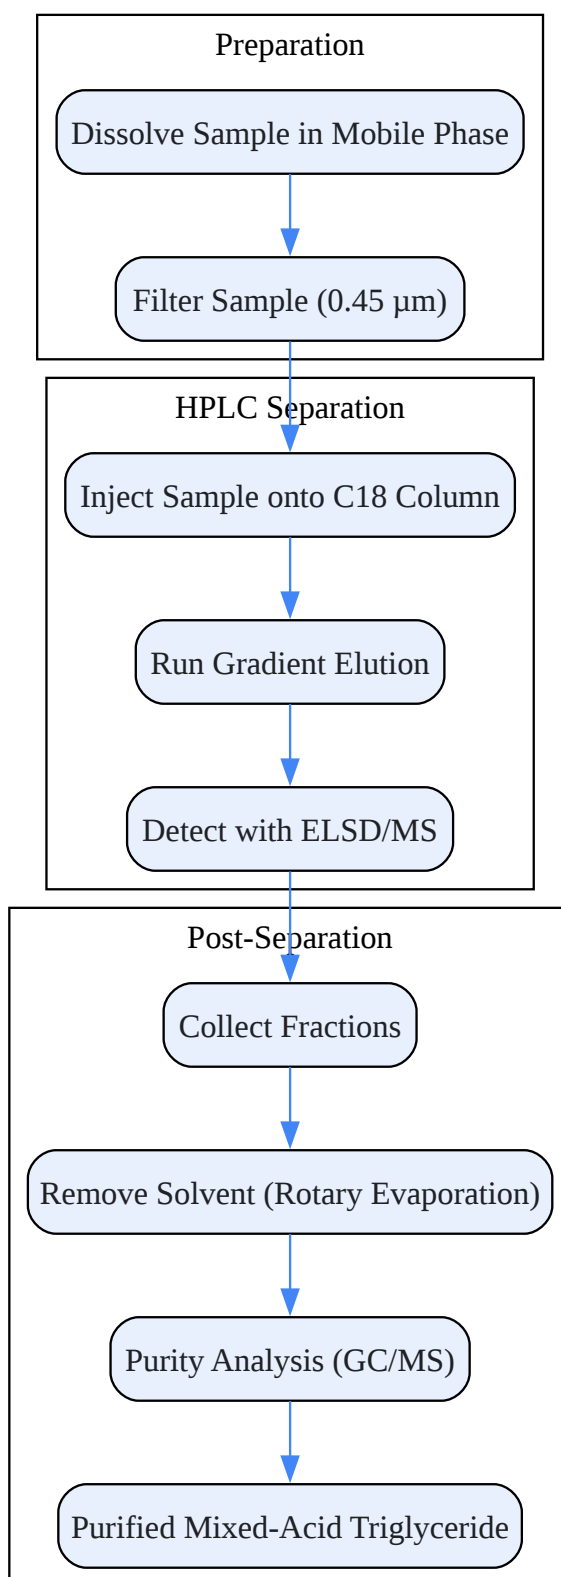 Preparation
Dissolve Sample in Mobile Phase
Filter Sample (0.45 µm)
HPLC Separation
Inject Sample onto C18 Column
Run Gradient Elution
Detect with ELSD/MS
Post-Separation
Collect Fractions
Remove Solvent (Rotary Evaporation)
Purity Analysis (GC/MS)
Purified Mixed-Acid Triglyceride